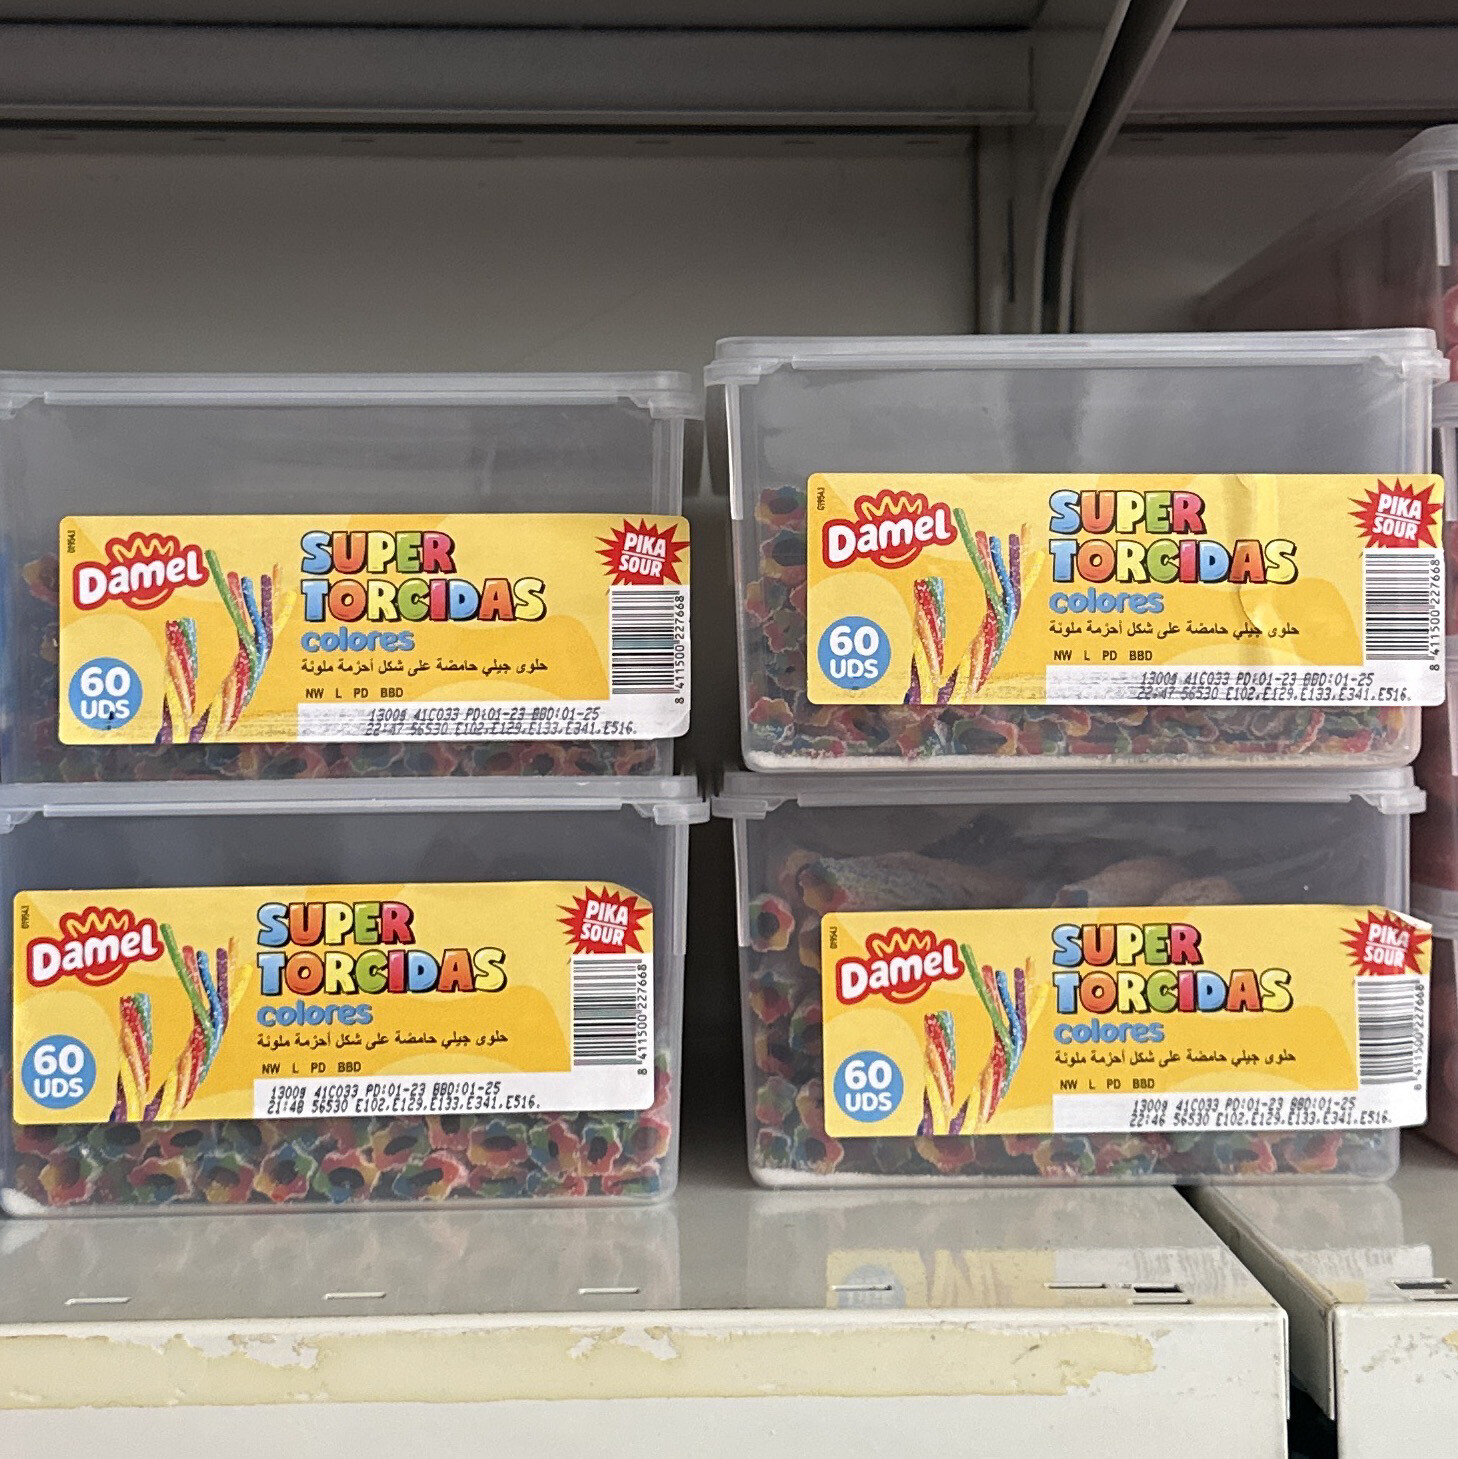 Damel
SUPER
TORCIDAS
colores
حلوى جيلي حامضة على شكل أحزمة ملونة
60
UDS
PIKA
SOUR
NW L PD BBD
1300g 41C033 PD:01-23 BBD:01-25
22:47 56530 E102,E129,E133,E341,E516.
8 411500 227668
Damel
SUPER
TORCIDAS
colores
حلوى جيلي حامضة على شكل أحزمة ملونة
60
UDS
PIKA
SOUR
NW L PD BBD
1300g 41C033 PD:01-23 BBD:01-25
22:47 56530 E102,E129,E133,E341,E516.
8 411500 227668
Damel
SUPER
TORCIDAS
colores
حلوى جيلي حامضة على شكل أحزمة ملونة
60
UDS
PIKA
SOUR
NW L PD BBD
1300g 41C033 PD:01-23 BBD:01-25
21:48 56530 E102,E129,E133,E341,E516.
8 411500 227668
Damel
SUPER
TORCIDAS
colores
حلوى جيلي حامضة على شكل أحزمة ملونة
60
UDS
PIKA
SOUR
NW L PD BBD
1300g 41C033 PD:01-23 BBD:01-25
22:46 56530 E102,E129,E133,E341,E516.
8 411500 227668